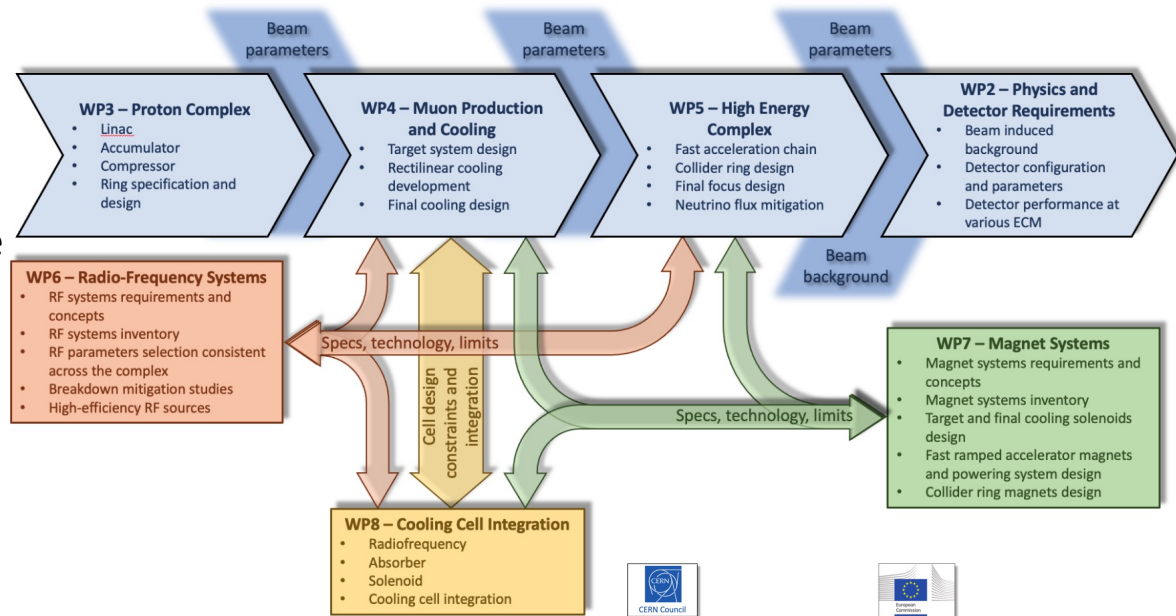 Beam
parameters
Beam
parameters
Beam
parameters
WP3 – Proton Complex
• Linac
• Accumulator
• Compressor
• Ring specification and
design
WP4 – Muon Production
and Cooling
• Target system design
• Rectilinear cooling
development
• Final cooling design
WP5 – High Energy
Complex
• Fast acceleration chain
• Collider ring design
• Final focus design
• Neutrino flux mitigation
WP2 – Physics and
Detector Requirements
• Beam induced
background
• Detector configuration
and parameters
• Detector performance at
various ECM
e
Beam
background
WP6 – Radio-Frequency Systems
• RF systems requirements and
concepts
• RF systems inventory
• RF parameters selection consistent
across the complex
• Breakdown mitigation studies
• High-efficiency RF sources
Specs, technology, limits
Cell design
constraints and
integration
Specs, technology, limits
WP7 – Magnet Systems
• Magnet systems requirements and
concepts
• Magnet systems inventory
• Target and final cooling solenoids
design
• Fast ramped accelerator magnets
and powering system design
• Collider ring magnets design
WP8 – Cooling Cell Integration
• Radiofrequency
• Absorber
• Solenoid
• Cooling cell integration
CERN
CERN Council
European
Commission